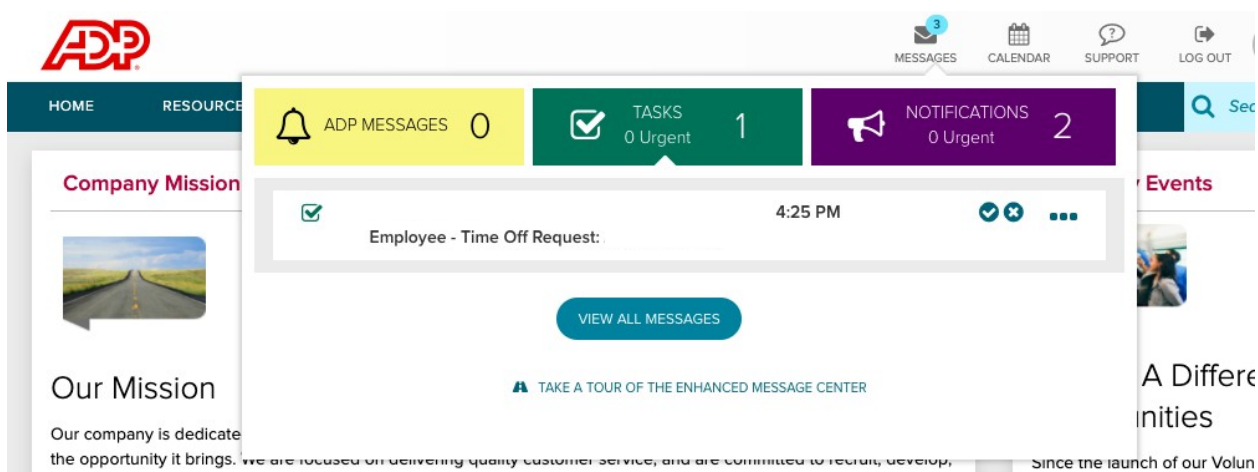 ADP
3
MESSAGES CALENDAR SUPPORT LOG OUT
HOME RESOURCE
ADP MESSAGES 0
TASKS
0 Urgent
1
NOTIFICATIONS
0 Urgent
2
Company Mission
Events
4:25 PM
Employee - Time Off Request:
VIEW ALL MESSAGES
TAKE A TOUR OF THE ENHANCED MESSAGE CENTER
Our Mission
A Differe
Our company is dedicate
the opportunity it brings. We are focused on delivering quality customer service, and are committed to recruit, develop,
Since the launch of our Volun